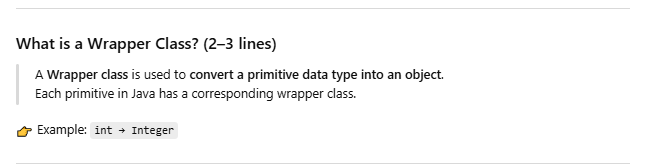 What is a Wrapper Class? (2–3 lines)
A Wrapper class is used to convert a primitive data type into an object.
Each primitive in Java has a corresponding wrapper class.
👉 Example: int → Integer